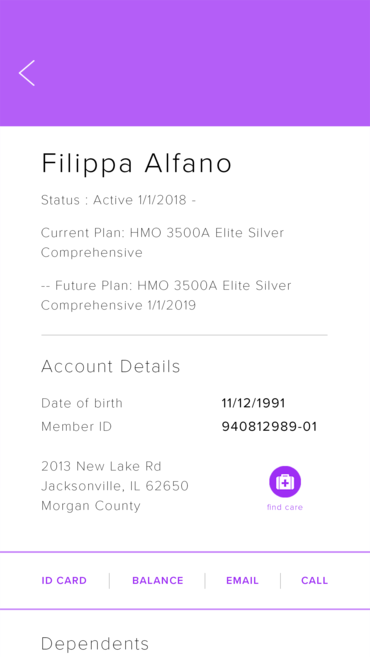 Filippa Alfano
Status : Active 1/1/2018 -
Current Plan: HMO 3500A Elite Silver
Comprehensive
-- Future Plan: HMO 3500A Elite Silver
Comprehensive 1/1/2019
Account Details
Date of birth 11/12/1991
Member ID 940812989-01
2013 New Lake Rd
Jacksonville, IL 62650
Morgan County
find care
ID CARD BALANCE EMAIL CALL
Dependents